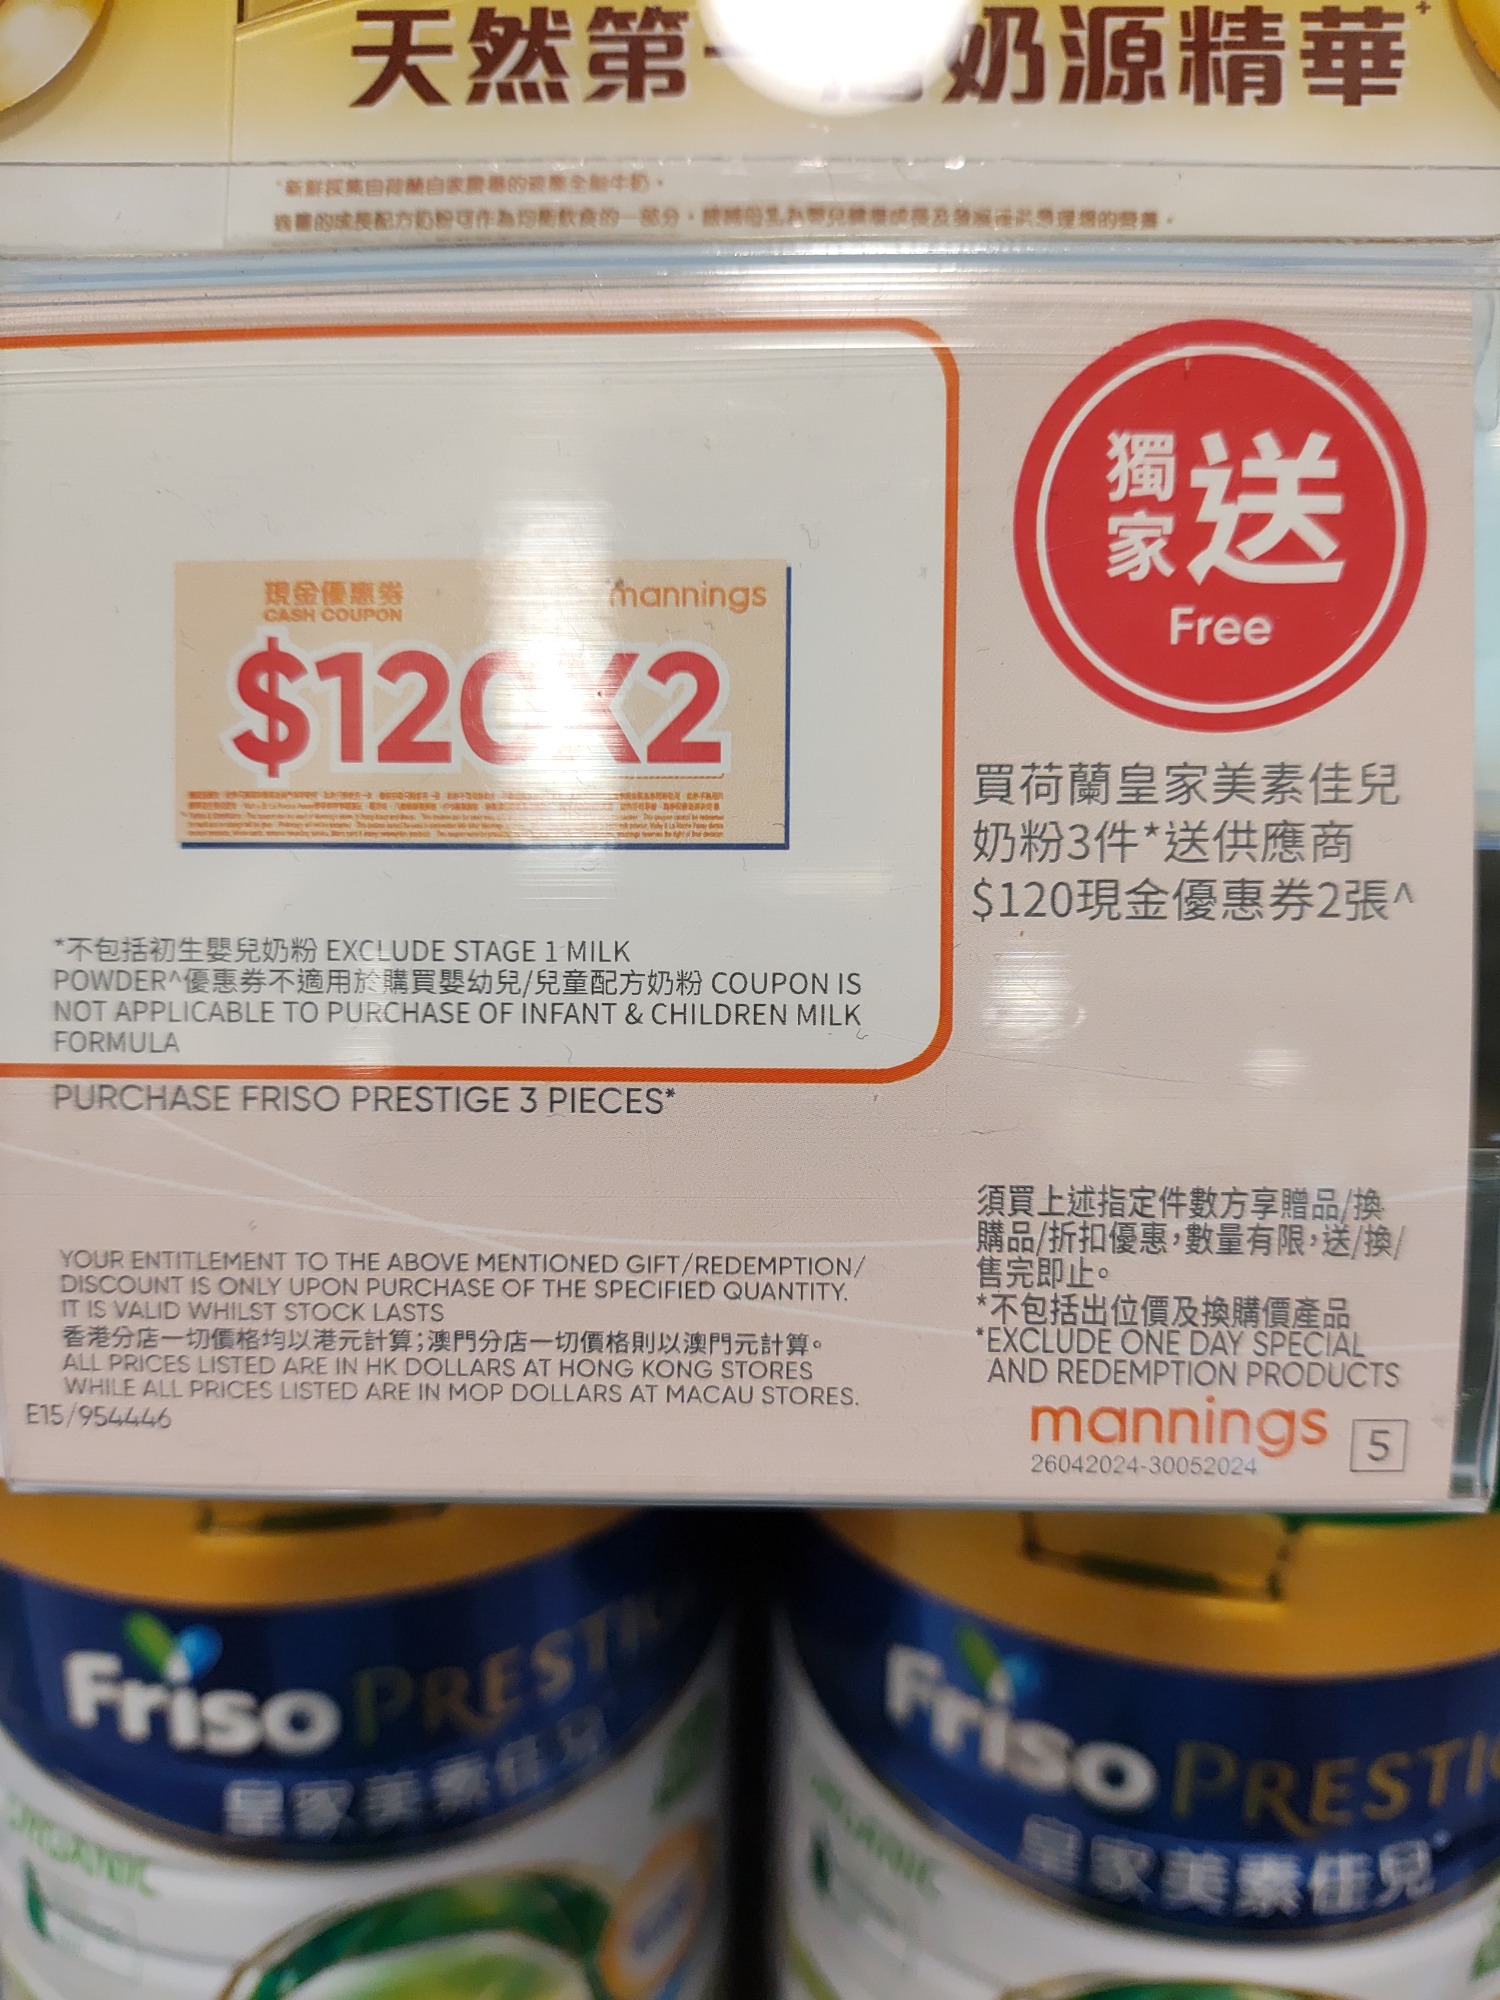 天然第一 奶源精華+
現金優惠券 mannings
CASH COUPON
$120X2
獨家 送
Free
買荷蘭皇家美素佳兒
奶粉3件*送供應商
$120現金優惠券2張^
*不包括初生嬰兒奶粉 EXCLUDE STAGE 1 MILK
POWDER^優惠券不適用於購買嬰幼兒/兒童配方奶粉 COUPON IS
NOT APPLICABLE TO PURCHASE OF INFANT & CHILDREN MILK
FORMULA
PURCHASE FRISO PRESTIGE 3 PIECES*
須買上述指定件數方享贈品/換
購品/折扣優惠,數量有限,送/換/
售完即止。
*不包括出位價及換購價產品
*EXCLUDE ONE DAY SPECIAL
AND REDEMPTION PRODUCTS
YOUR ENTITLEMENT TO THE ABOVE MENTIONED GIFT/REDEMPTION/
DISCOUNT IS ONLY UPON PURCHASE OF THE SPECIFIED QUANTITY.
IT IS VALID WHILST STOCK LASTS
香港分店一切價格均以港元計算;澳門分店一切價格則以澳門元計算。
ALL PRICES LISTED ARE IN HK DOLLARS AT HONG KONG STORES
WHILE ALL PRICES LISTED ARE IN MOP DOLLARS AT MACAU STORES.
E15/954446
mannings 5
26042024-30052024
Friso PRESTI
皇家美素佳兒
ORGANIC
Friso PRESTI
皇家美素佳兒
ORGANIC